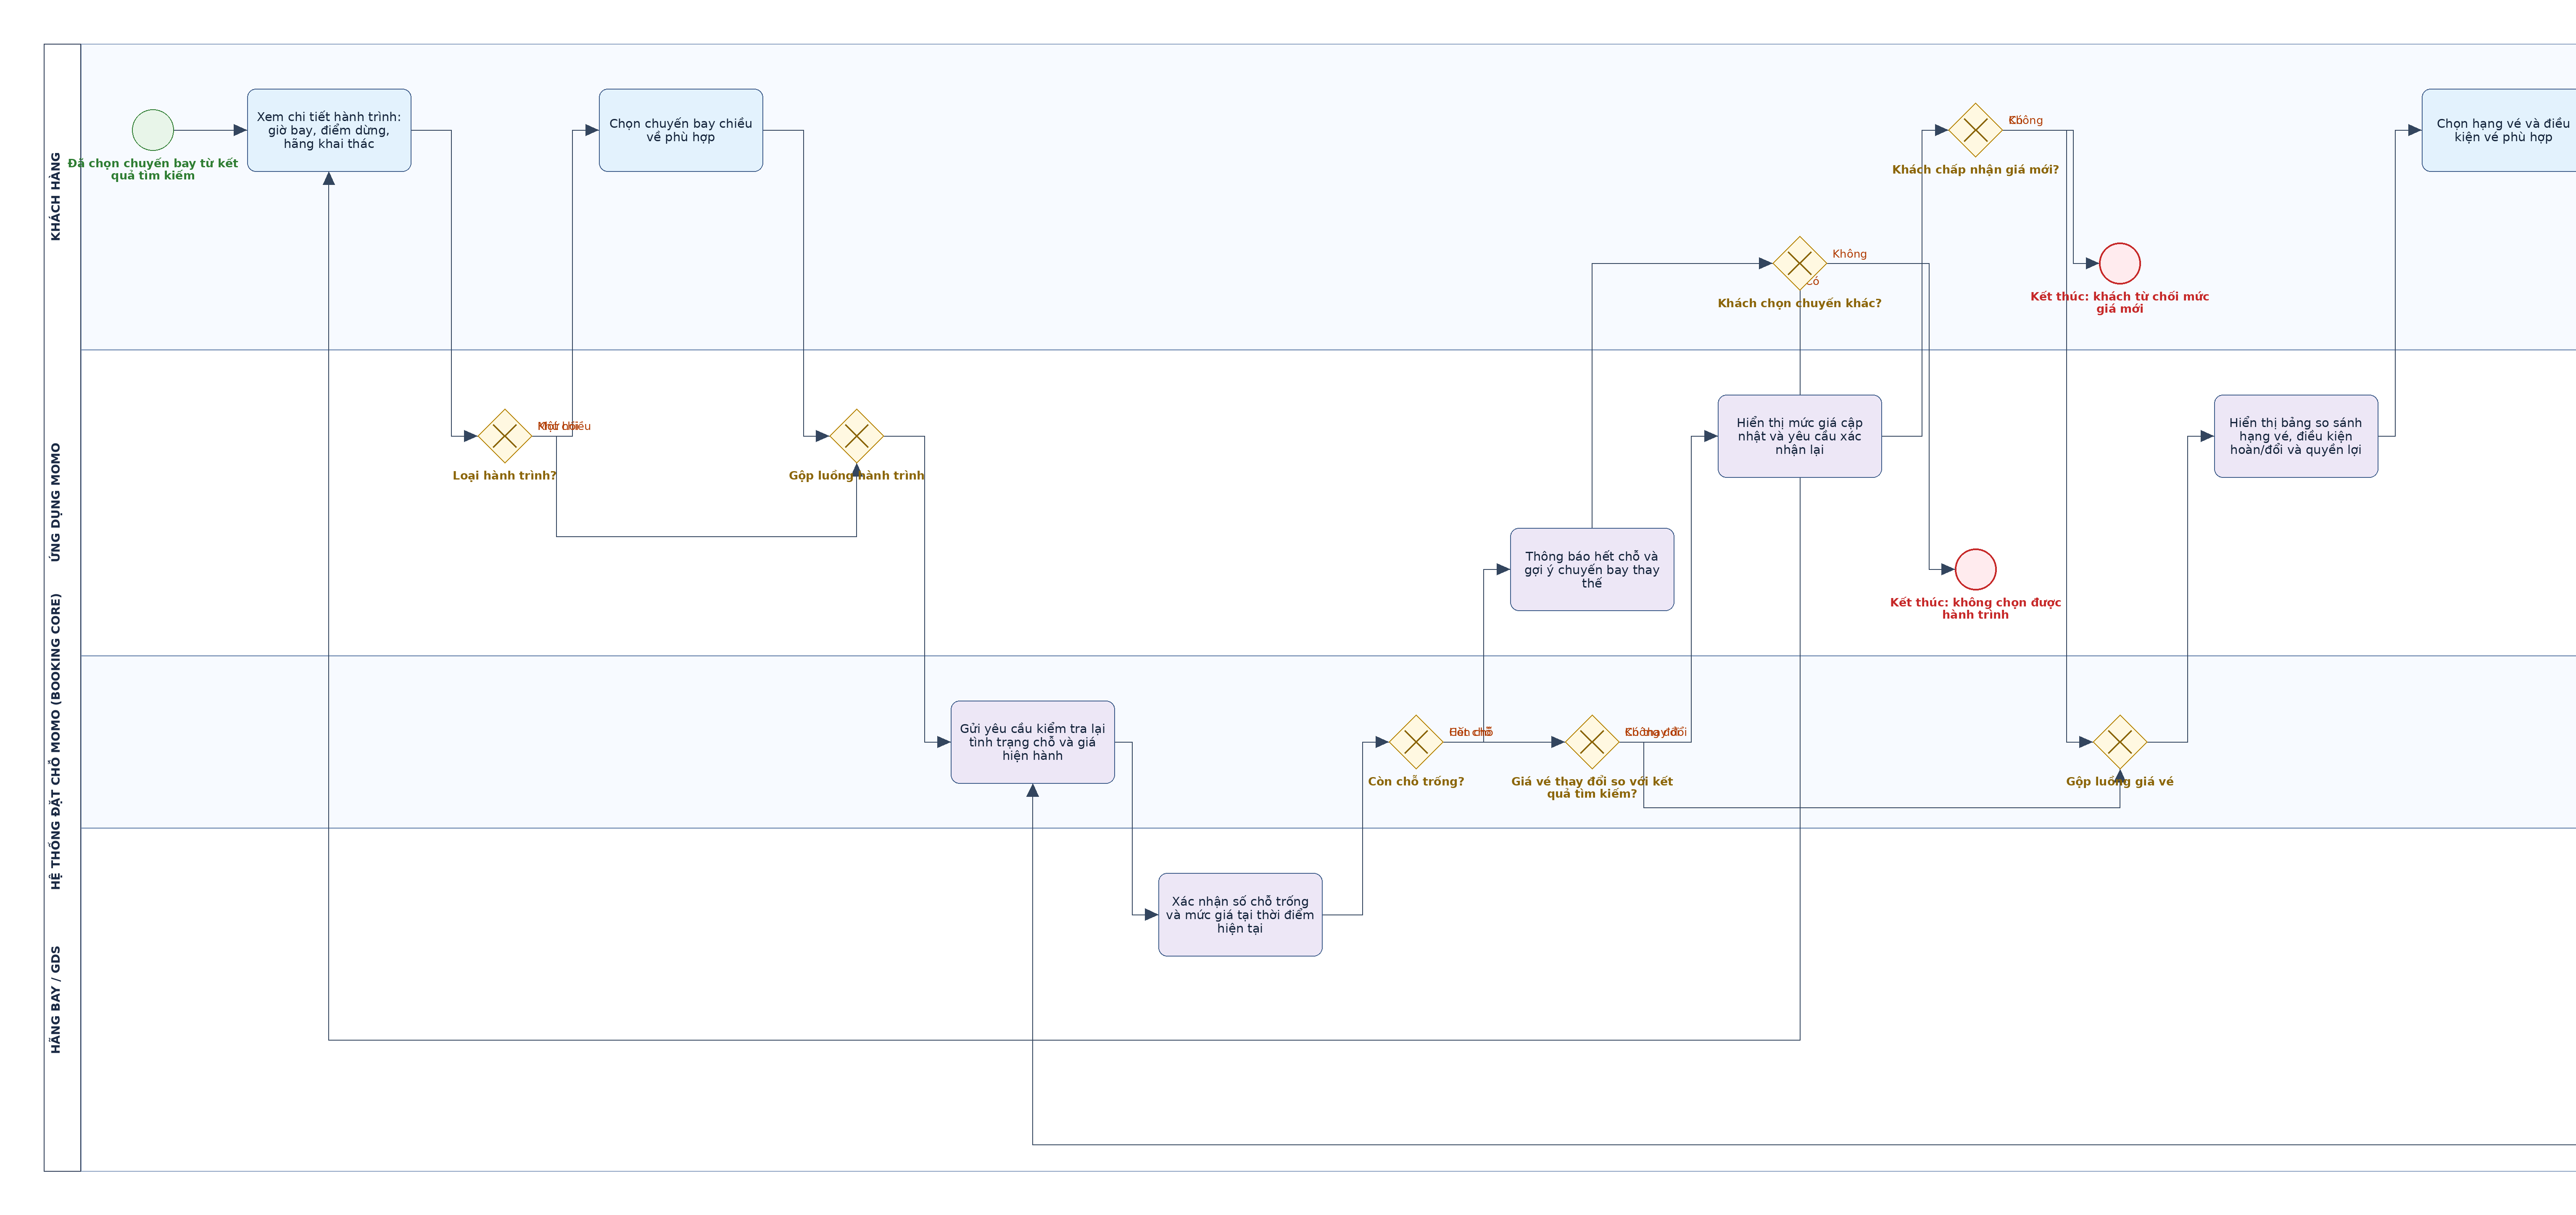 KHÁCH HÀNG
Đã chọn chuyến bay từ kết
quả tìm kiếm
Xem chi tiết hành trình:
giờ bay, điểm dừng,
hãng khai thác
Chọn chuyến bay chiều
về phù hợp
Không
Khách chấp nhận giá mới?
Không
Có
Khách chọn chuyến khác?
Kết thúc: khách từ chối mức
giá mới
Chọn hạng vé và điều
kiện vé phù hợp
ỨNG DỤNG MOMO
Loại hành trình?
Gộp luồng hành trình
Thông báo hết chỗ và
gợi ý chuyến bay thay
thế
Hiển thị mức giá cập
nhật và yêu cầu xác
nhận lại
Kết thúc: không chọn được
hành trình
Hiển thị bảng so sánh
hạng vé, điều kiện
hoàn/đổi và quyền lợi
HỆ THỐNG ĐẶT CHỖ MOMO (BOOKING CORE)
Gửi yêu cầu kiểm tra lại
tình trạng chỗ và giá
hiện hành
Còn chỗ trống?
Giá vé thay đổi so với kết
quả tìm kiếm?
Gộp luồng giá vé
HÃNG BAY / GDS
Xác nhận số chỗ trống
và mức giá tại thời điểm
hiện tại